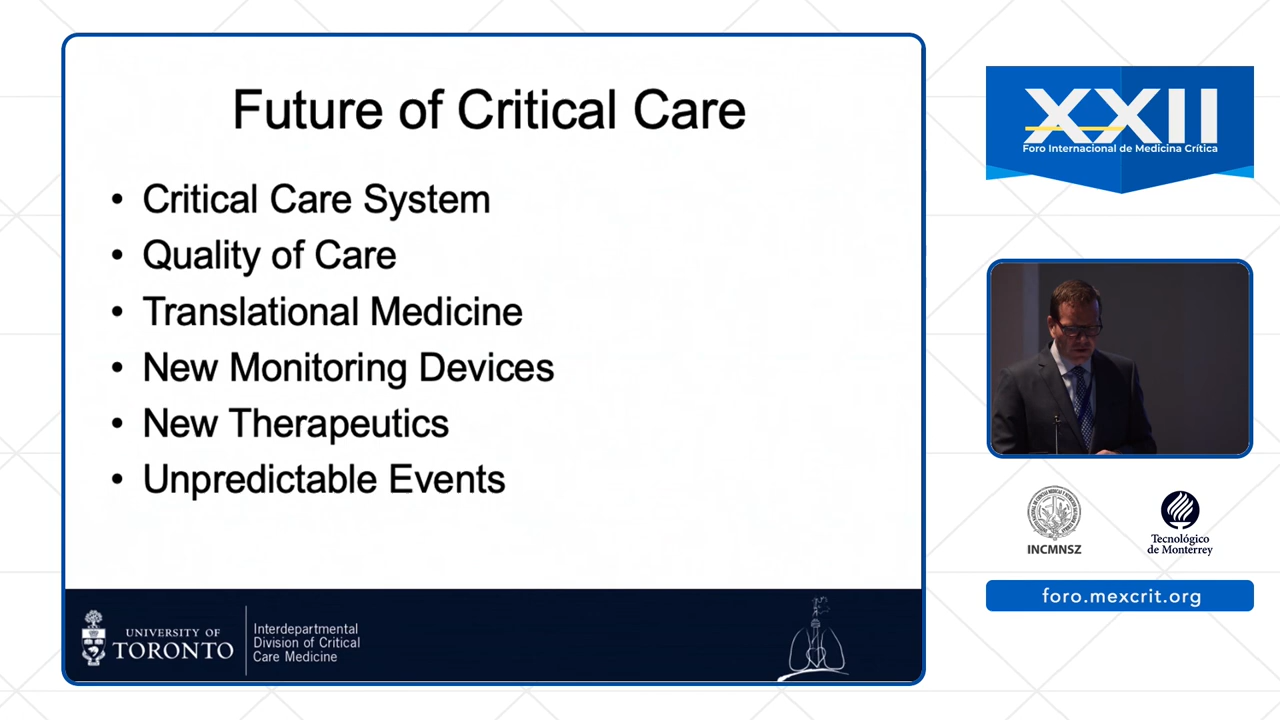 Future of Critical Care
• Critical Care System
• Quality of Care
• Translational Medicine
• New Monitoring Devices
• New Therapeutics
• Unpredictable Events
UNIVERSITY OF
TORONTO
Interdepartmental
Division of Critical
Care Medicine
XXII
Foro Internacional de Medicina Crítica
INCMNSZ
Tecnológico
de Monterrey
foro.mexcrit.org